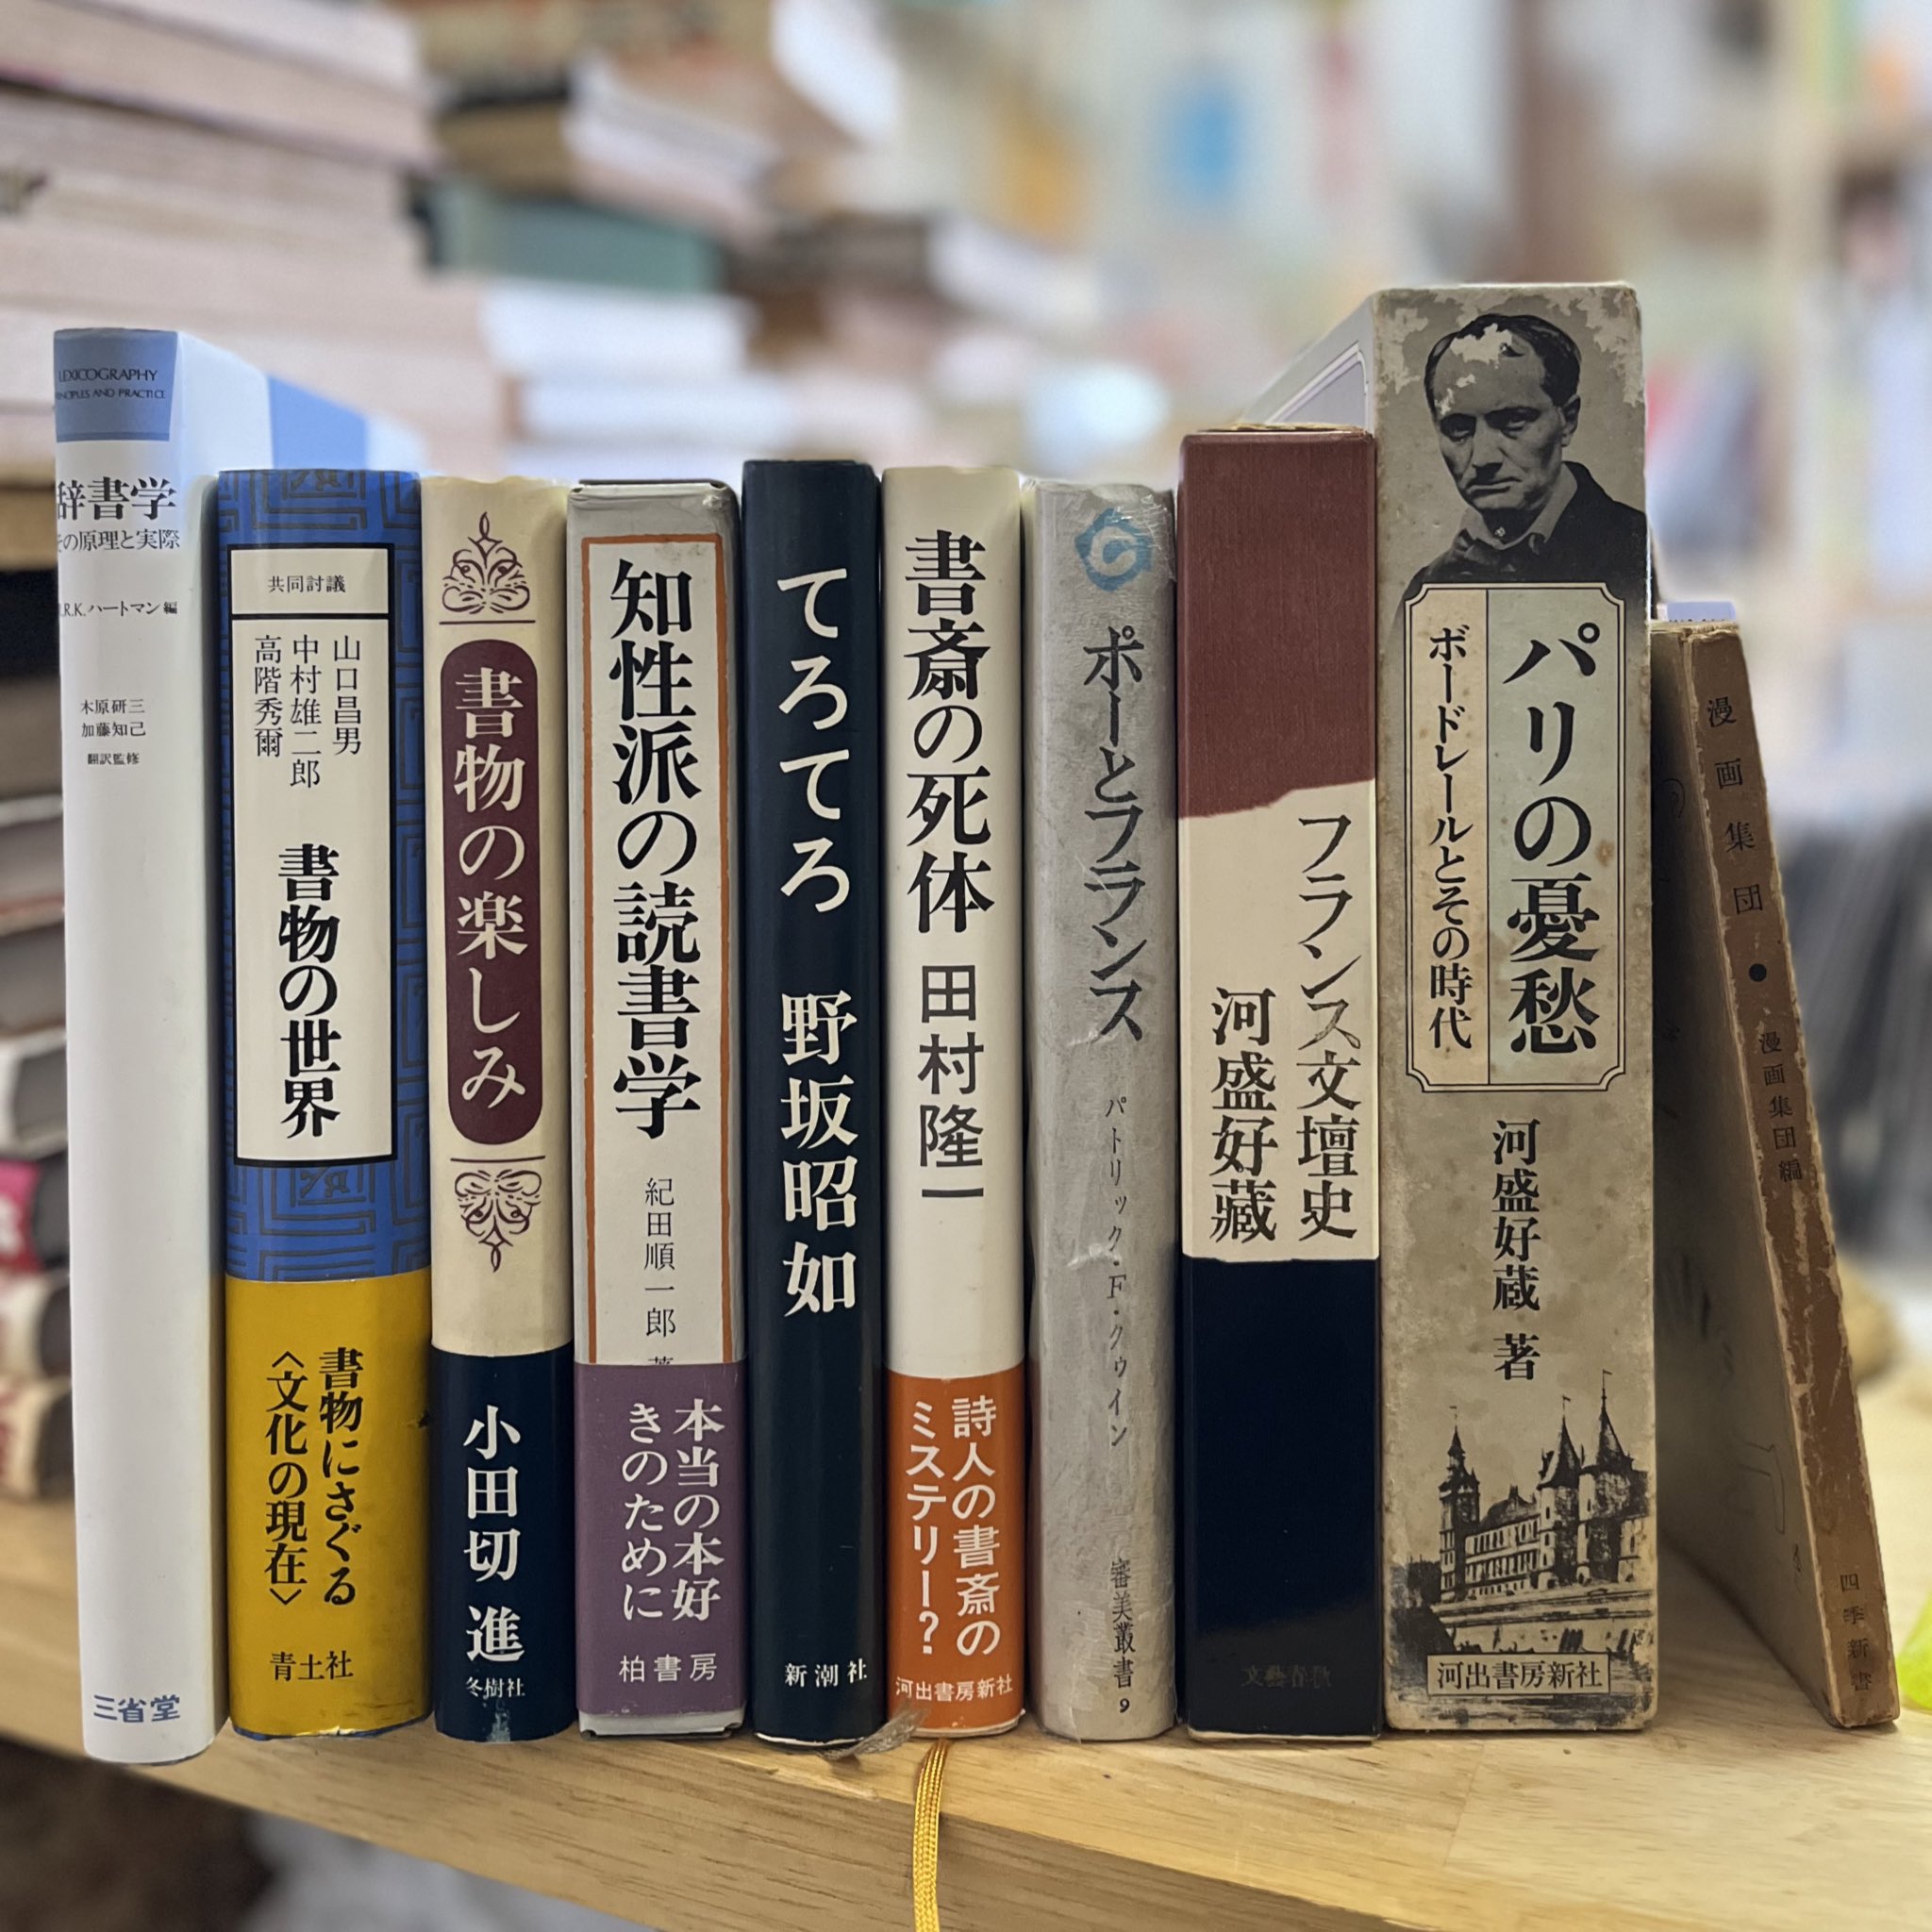 LEXICOGRAPHY
PRINCIPLES AND PRACTICE
辞書学
その原理と実際
R.R.K.ハートマン 編
木原研三
加藤知己
翻訳監修
三省堂
共同討議
山口昌男
中村雄二郎
高階秀爾
書物の世界
書物にさぐる
〈文化の現在〉
青土社
書物の楽しみ
小田切 進
冬樹社
知性派の読書学
紀田順一郎
本当の本好
きのために
柏書房
てろてろ 野坂昭如
新潮社
書斎の死体 田村隆一
詩人の書斎の
ミステリー?
河出書房新社
ポーとフランス
パトリック・F・クゥイン
審美叢書 9
フランス文壇史
河盛好蔵
文藝春秋
パリの憂愁
ボードレールとその時代
河盛好蔵 著
河出書房新社
漫画集団●漫画集団編
四季新書